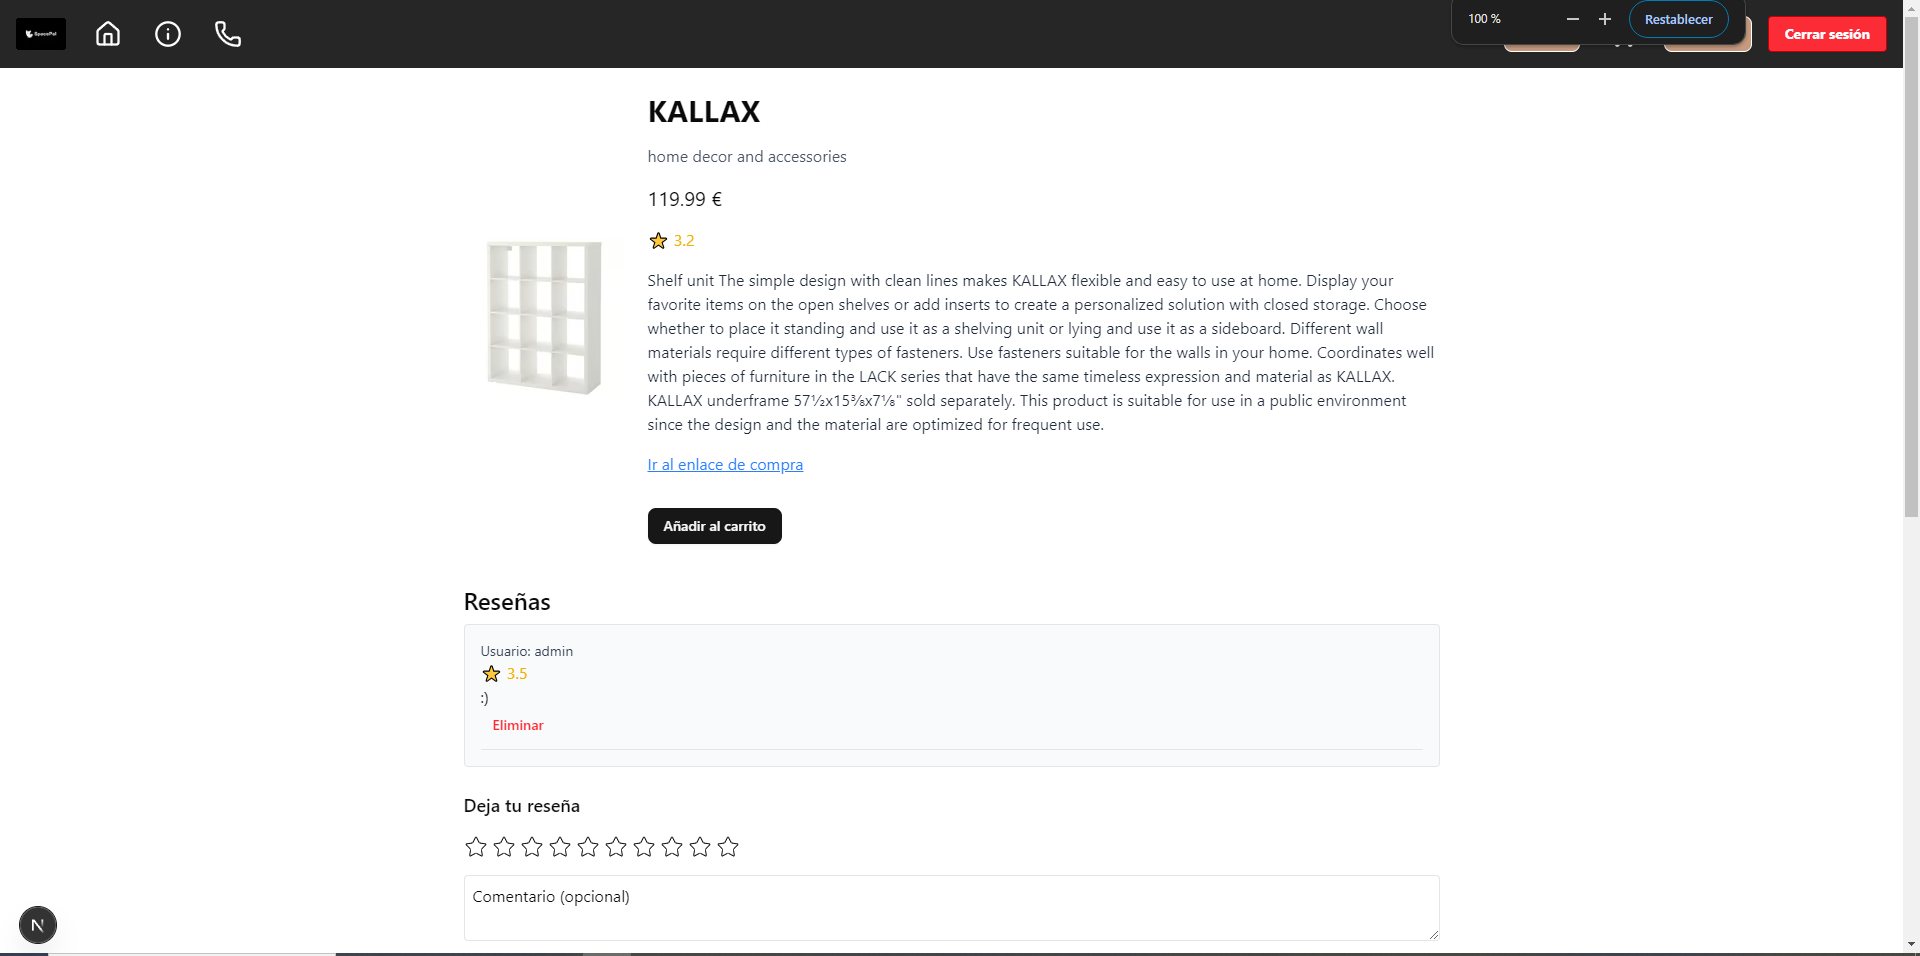 SpacePal
100 %
Restablecer
Cerrar sesión
KALLAX
home decor and accessories
119.99 €
3.2
Shelf unit The simple design with clean lines makes KALLAX flexible and easy to use at home. Display your
favorite items on the open shelves or add inserts to create a personalized solution with closed storage. Choose
whether to place it standing and use it as a shelving unit or lying and use it as a sideboard. Different wall
materials require different types of fasteners. Use fasteners suitable for the walls in your home. Coordinates well
with pieces of furniture in the LACK series that have the same timeless expression and material as KALLAX.
KALLAX underframe 57½x15⅜x7⅛" sold separately. This product is suitable for use in a public environment
since the design and the material are optimized for frequent use.
Ir al enlace de compra
Añadir al carrito
Reseñas
Usuario: admin
3.5
:)
Eliminar
Deja tu reseña
Comentario (opcional)
N